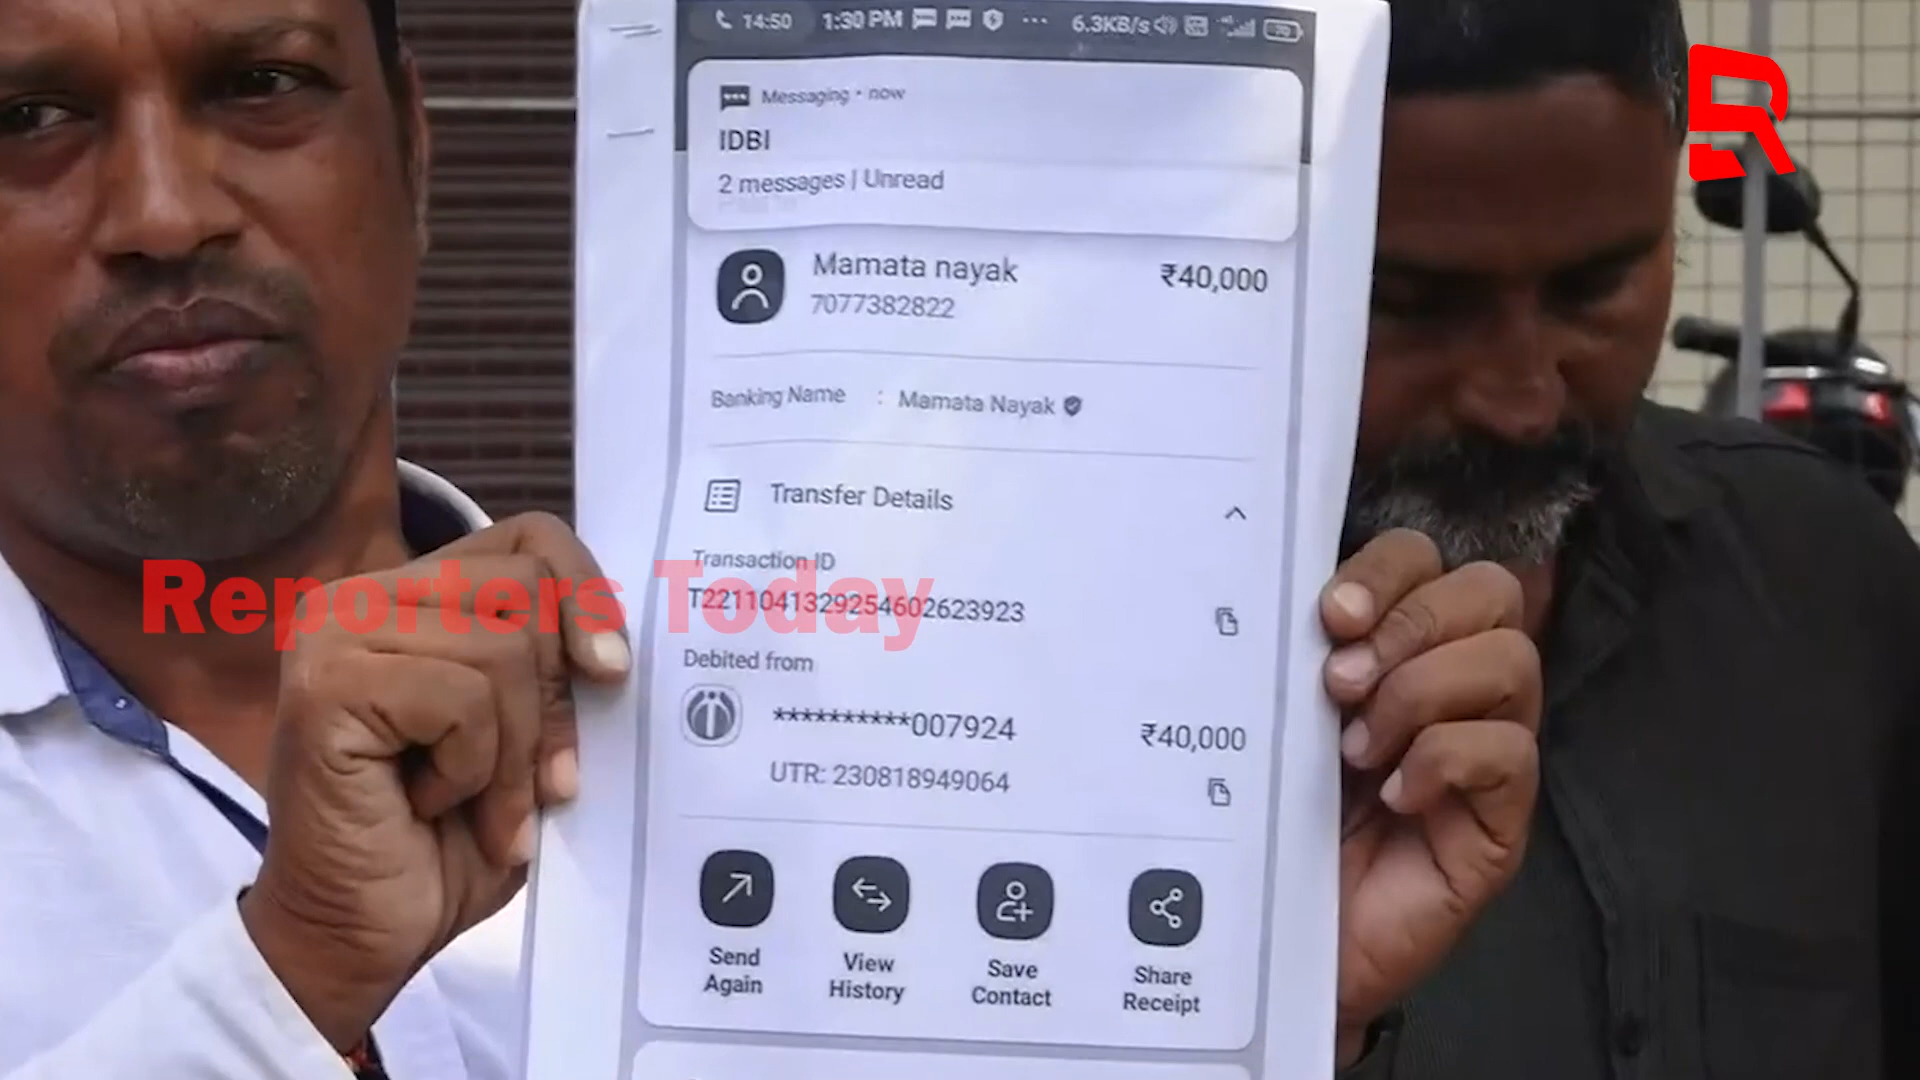 14:50 1:30 PM ... 6.3KB/s 4G 70
Messaging • now
IDBI
2 messages | Unread
Mamata nayak ₹40,000
7077382822
Banking Name : Mamata Nayak
Transfer Details
Transaction ID
T2211041329254602623923
Reporters Today
Debited from
**********007924 ₹40,000
UTR: 230818949064
Send Again
View History
Save Contact
Share Receipt